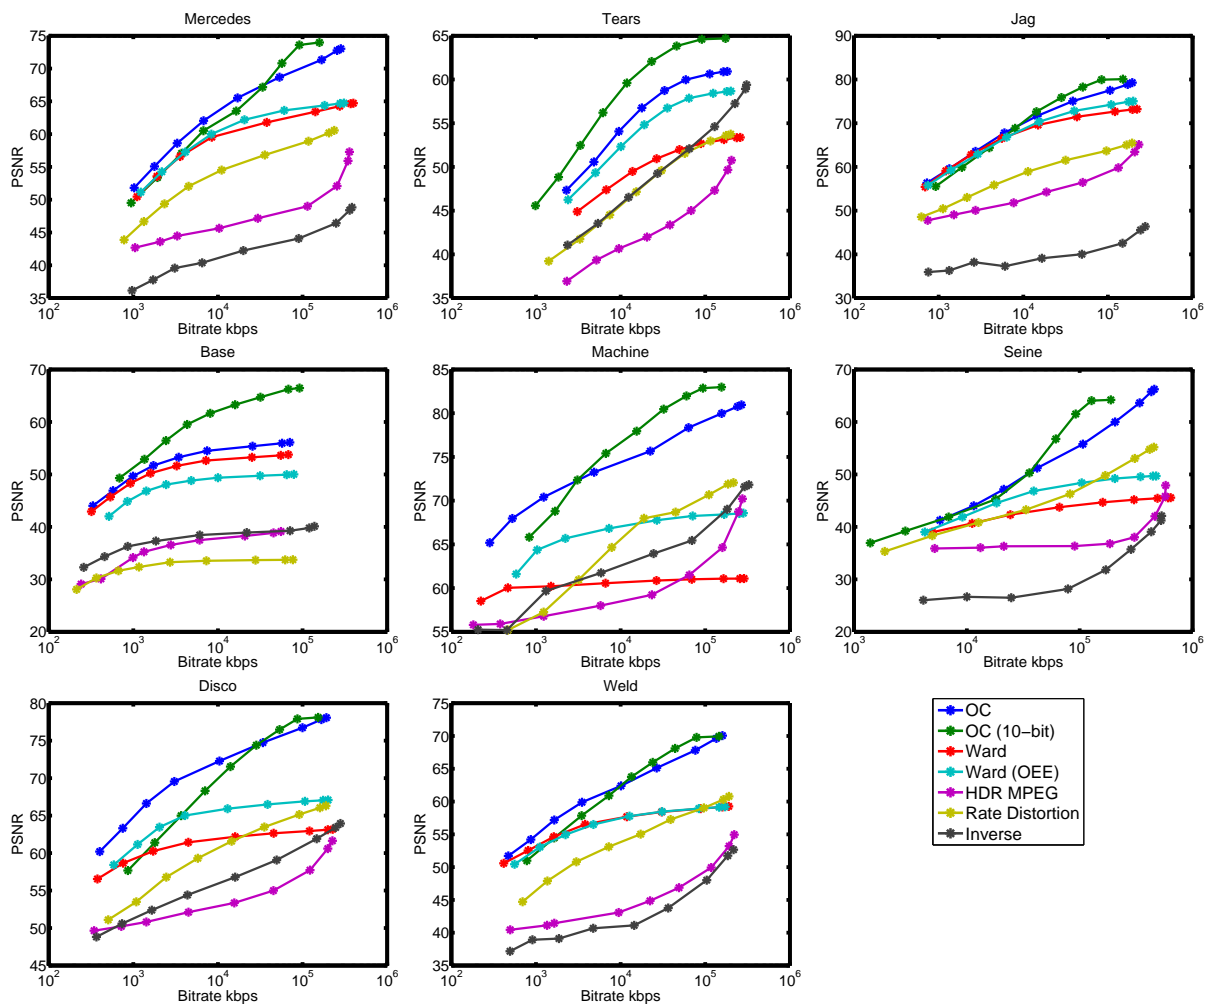 Mercedes
75
70
65
60
55
50
45
40
35
PSNR
10^2 10^3 10^4 10^5 10^6
Bitrate kbps
Tears
65
60
55
50
45
40
35
PSNR
10^2 10^3 10^4 10^5 10^6
Bitrate kbps
Jag
90
80
70
60
50
40
30
PSNR
10^2 10^3 10^4 10^5 10^6
Bitrate kbps
Base
70
60
50
40
30
20
PSNR
10^2 10^3 10^4 10^5 10^6
Bitrate kbps
Machine
85
80
75
70
65
60
55
PSNR
10^2 10^3 10^4 10^5 10^6
Bitrate kbps
Seine
70
60
50
40
30
20
PSNR
10^3 10^4 10^5 10^6
Bitrate kbps
Disco
80
75
70
65
60
55
50
45
PSNR
10^2 10^3 10^4 10^5 10^6
Bitrate kbps
Weld
75
70
65
60
55
50
45
40
35
PSNR
10^2 10^3 10^4 10^5 10^6
Bitrate kbps
OC
OC (10−bit)
Ward
Ward (OEE)
HDR MPEG
Rate Distortion
Inverse